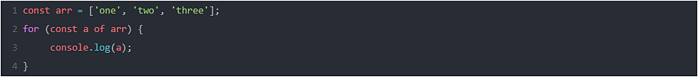 1 const arr = ['one', 'two', 'three'];
2 for (const a of arr) {
3     console.log(a);
4 }